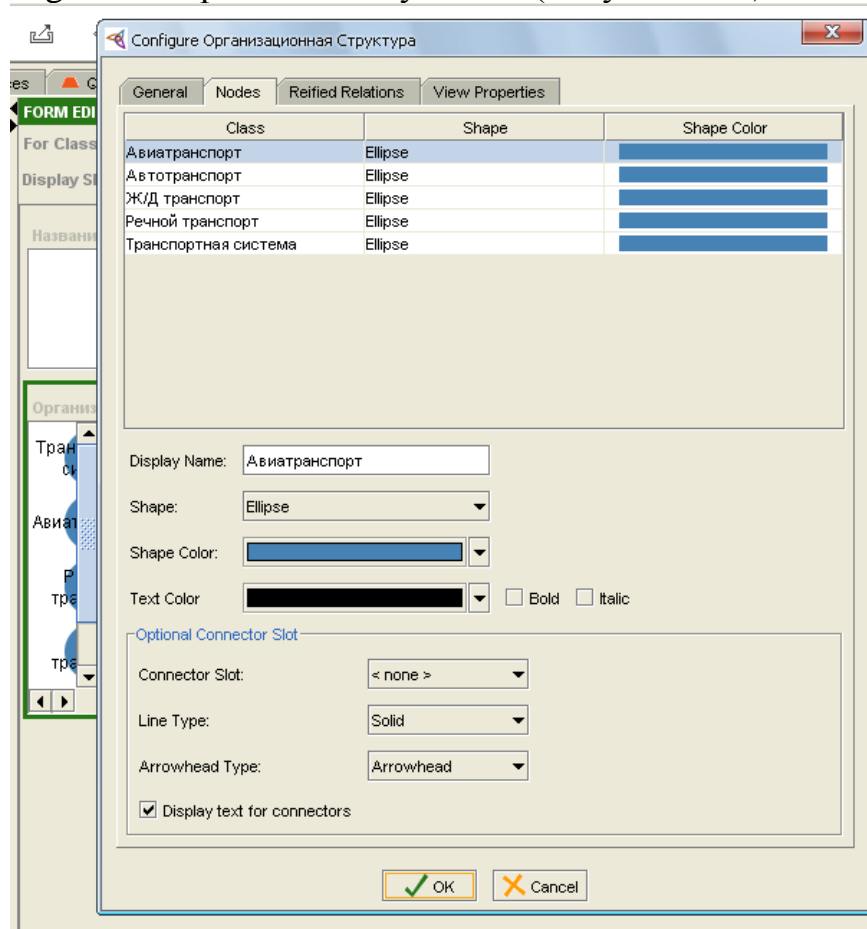 Configure Организационная Структура
FORM EDI
For Class
Display Sl
Названи
Организ
General Nodes Reified Relations View Properties
Class Shape Shape Color
Авиатранспорт Ellipse
Автотранспорт Ellipse
Ж/Д транспорт Ellipse
Речной транспорт Ellipse
Транспортная система Ellipse
Display Name: Авиатранспорт
Shape: Ellipse
Shape Color:
Text Color Bold Italic
Optional Connector Slot
Connector Slot: < none >
Line Type: Solid
Arrowhead Type: Arrowhead
Display text for connectors
OK Cancel